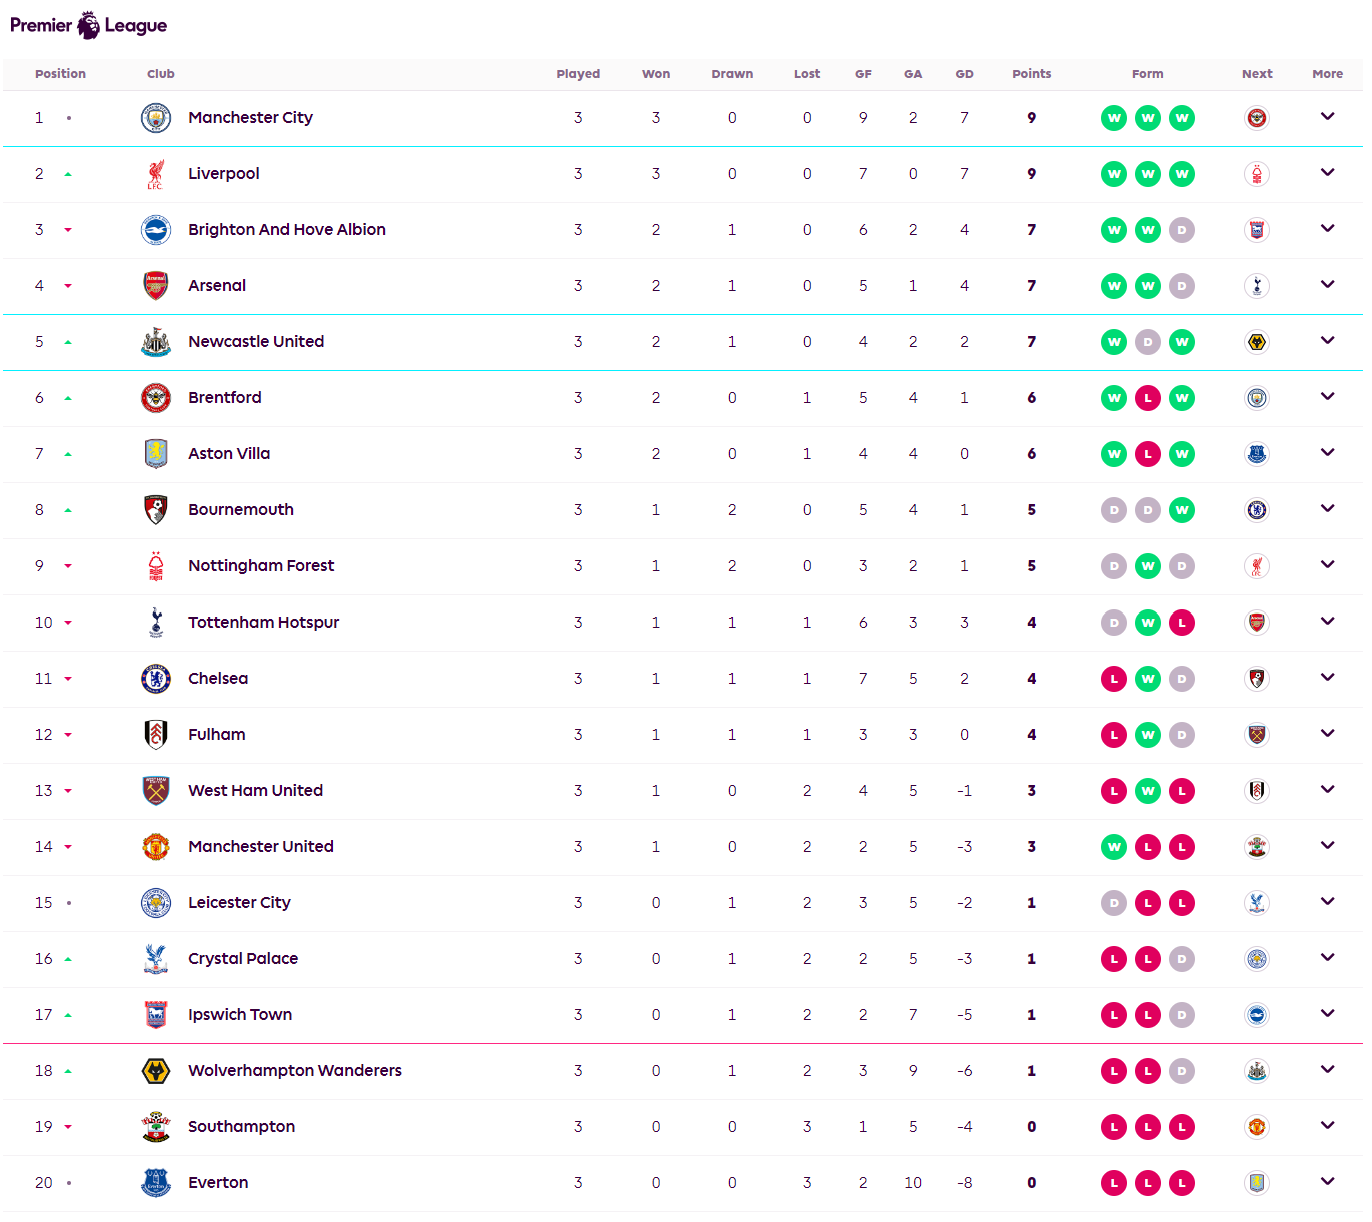 Premier League
Position Club Played Won Drawn Lost GF GA GD Points Form Next More
1 Manchester City 3 3 0 0 9 2 7 9 W W W
2 Liverpool 3 3 0 0 7 0 7 9 W W W
3 Brighton And Hove Albion 3 2 1 0 6 2 4 7 W W D
4 Arsenal 3 2 1 0 5 1 4 7 W W D
5 Newcastle United 3 2 1 0 4 2 2 7 W D W
6 Brentford 3 2 0 1 5 4 1 6 W L W
7 Aston Villa 3 2 0 1 4 4 0 6 W L W
8 Bournemouth 3 1 2 0 5 4 1 5 D D W
9 Nottingham Forest 3 1 2 0 3 2 1 5 D W D
10 Tottenham Hotspur 3 1 1 1 6 3 3 4 D W L
11 Chelsea 3 1 1 1 7 5 2 4 L W D
12 Fulham 3 1 1 1 3 3 0 4 L W D
13 West Ham United 3 1 0 2 4 5 -1 3 L W L
14 Manchester United 3 1 0 2 2 5 -3 3 W L L
15 Leicester City 3 0 1 2 3 5 -2 1 D L L
16 Crystal Palace 3 0 1 2 2 5 -3 1 L L D
17 Ipswich Town 3 0 1 2 2 7 -5 1 L L D
18 Wolverhampton Wanderers 3 0 1 2 3 9 -6 1 L L D
19 Southampton 3 0 0 3 1 5 -4 0 L L L
20 Everton 3 0 0 3 2 10 -8 0 L L L